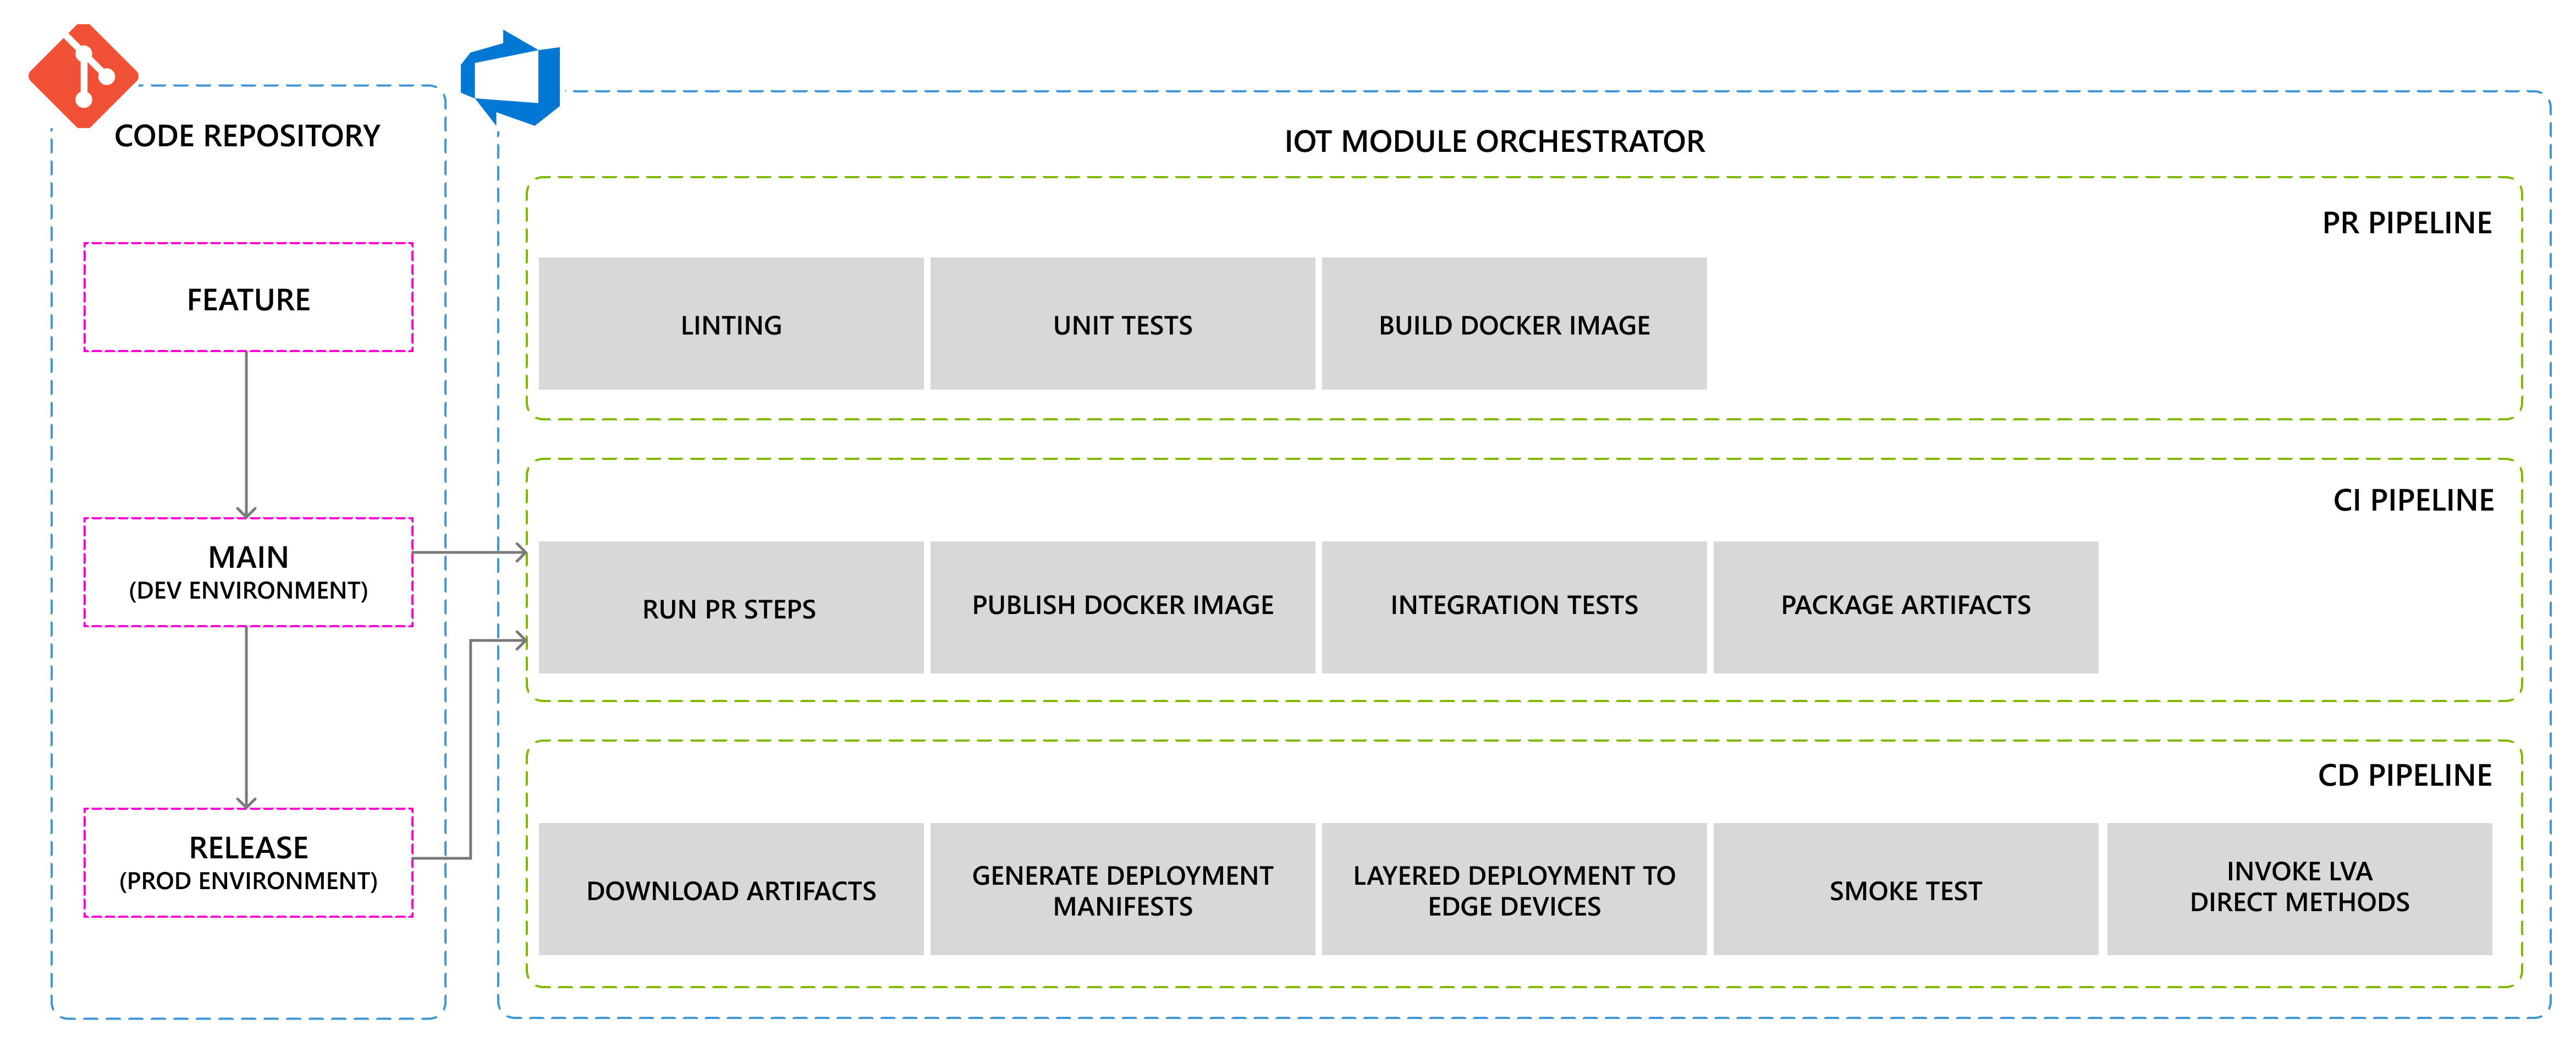 CODE REPOSITORY
FEATURE
MAIN
(DEV ENVIRONMENT)
RELEASE
(PROD ENVIRONMENT)
IOT MODULE ORCHESTRATOR
PR PIPELINE
LINTING
UNIT TESTS
BUILD DOCKER IMAGE
CI PIPELINE
RUN PR STEPS
PUBLISH DOCKER IMAGE
INTEGRATION TESTS
PACKAGE ARTIFACTS
CD PIPELINE
DOWNLOAD ARTIFACTS
GENERATE DEPLOYMENT
MANIFESTS
LAYERED DEPLOYMENT TO
EDGE DEVICES
SMOKE TEST
INVOKE LVA
DIRECT METHODS